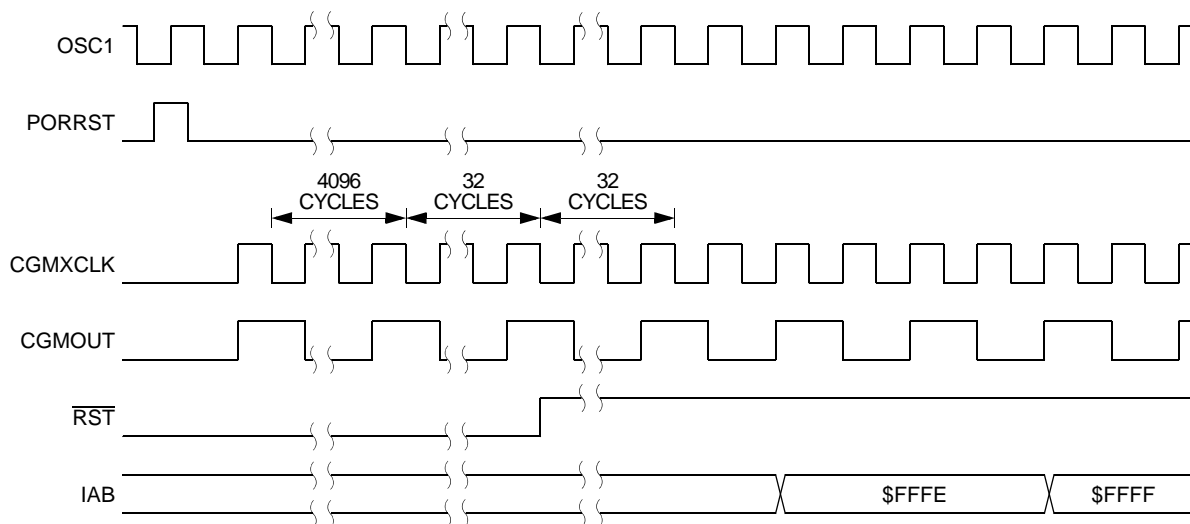 OSC1
PORRST
4096
CYCLES
32
CYCLES
32
CYCLES
CGMXCLK
CGMOUT
RST
IAB
$FFFE
$FFFF